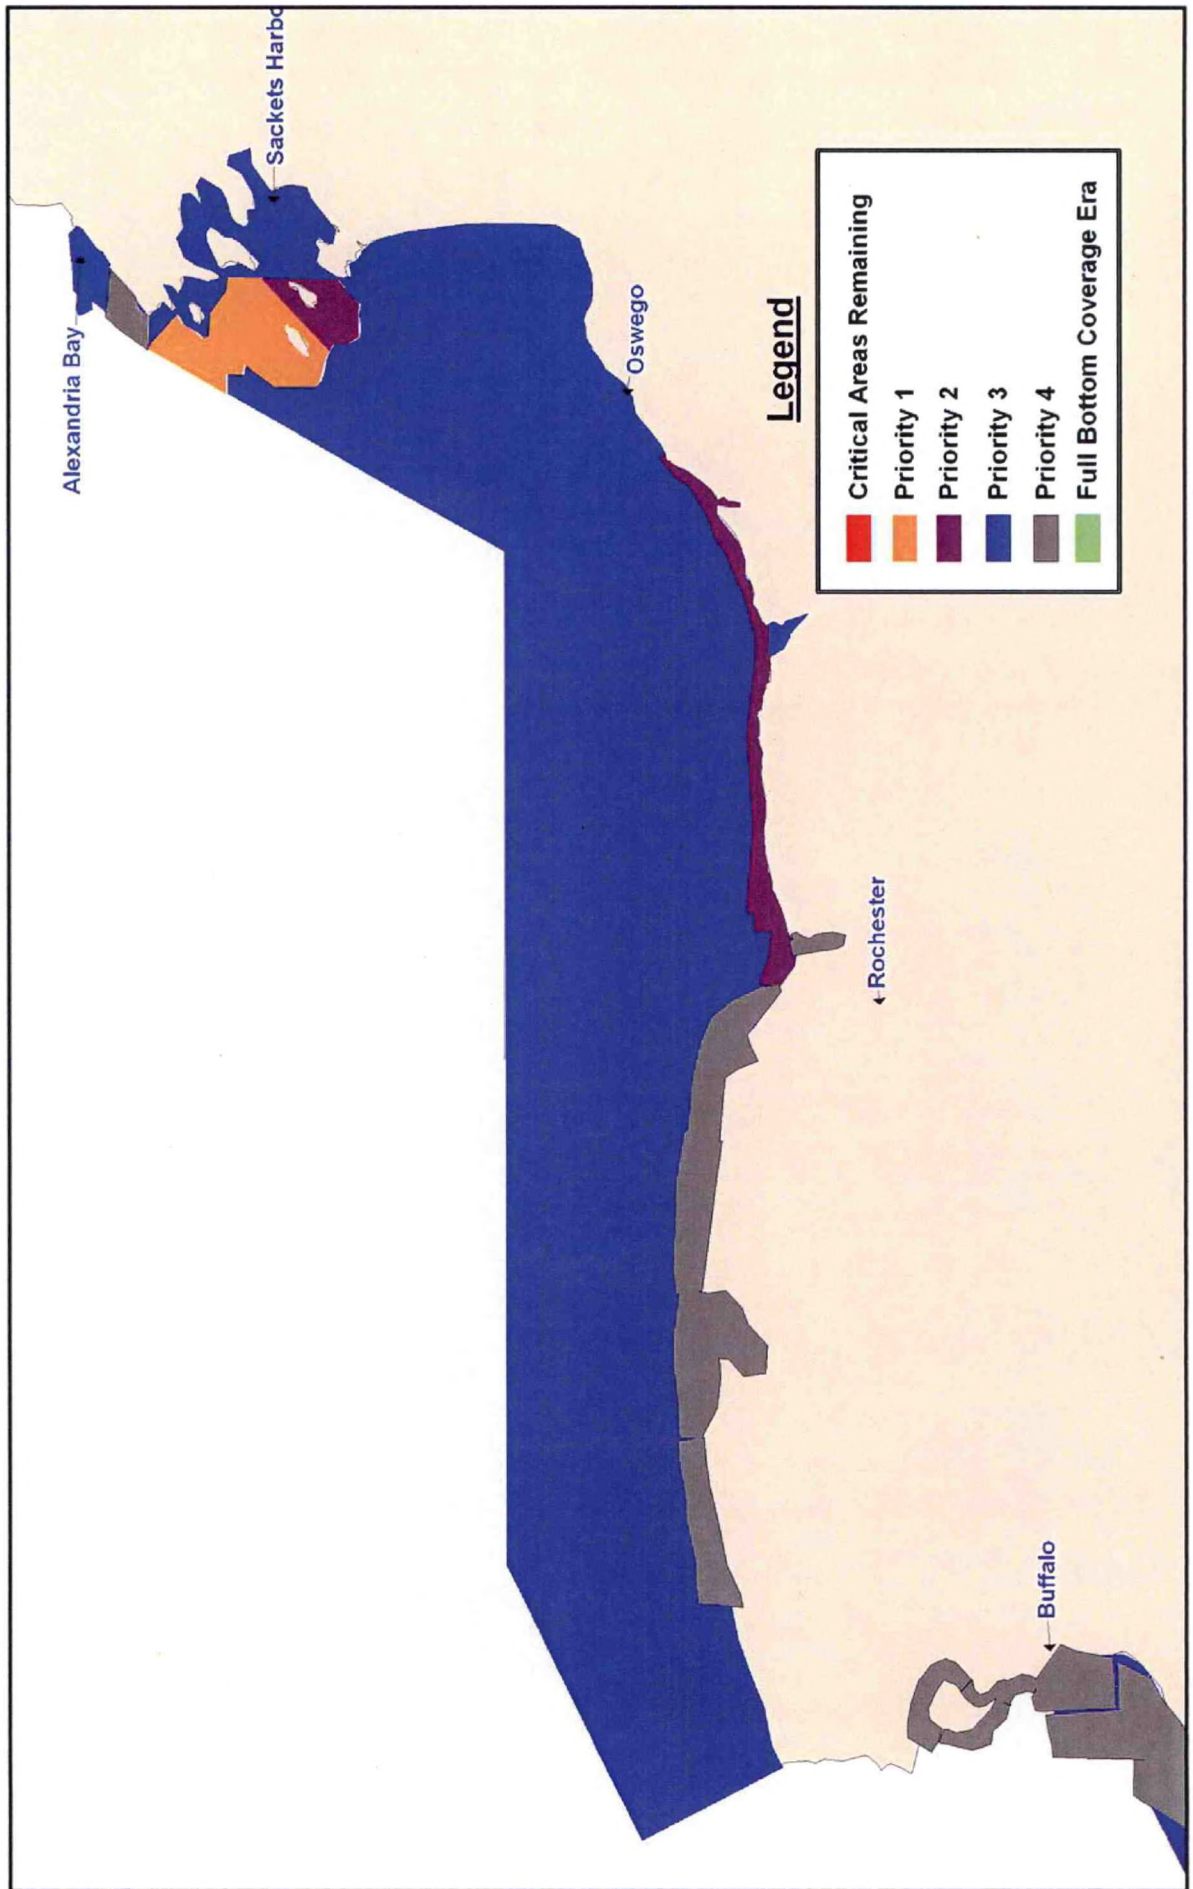 Alexandria Bay
Sackets Harbo
Oswego
Rochester
Buffalo
Legend
Critical Areas Remaining
Priority 1
Priority 2
Priority 3
Priority 4
Full Bottom Coverage Era